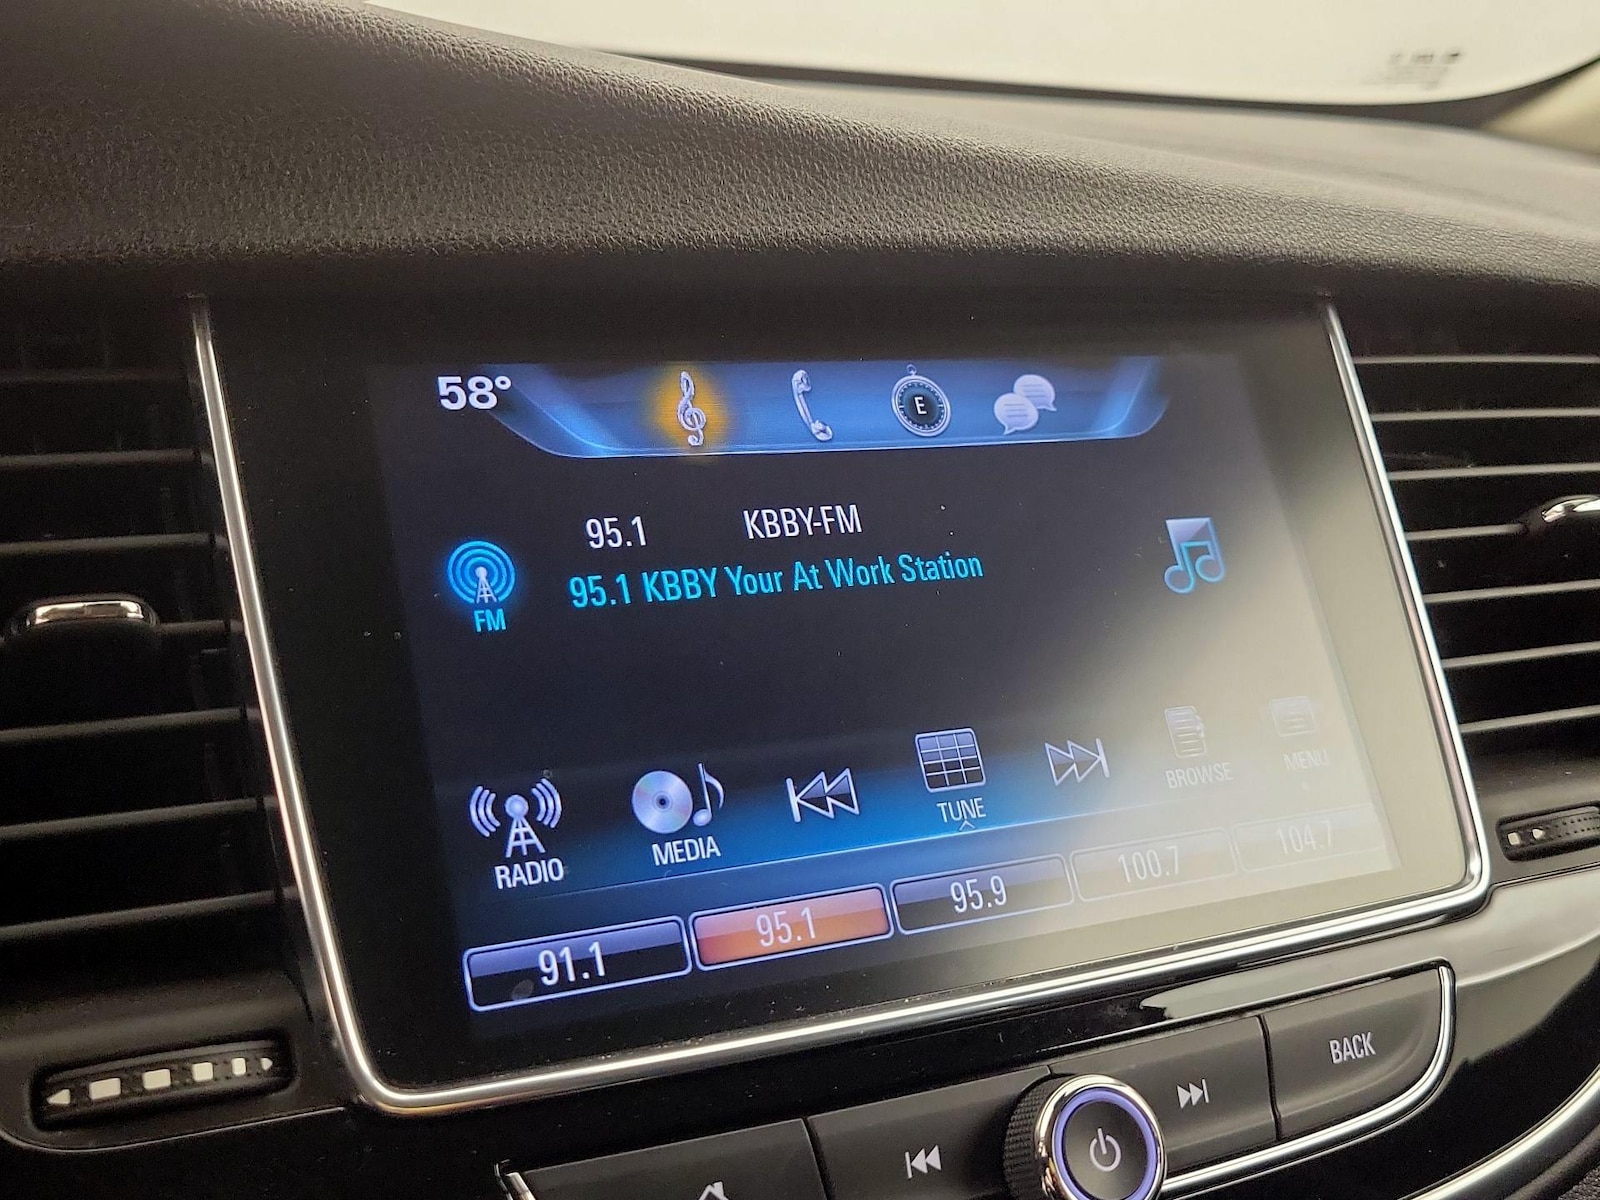 58°
E
95.1 KBBY-FM
95.1 KBBY Your At Work Station
FM
RADIO
MEDIA
TUNE
BROWSE
MENU
91.1
95.1
95.9
100.7
104.7
BACK